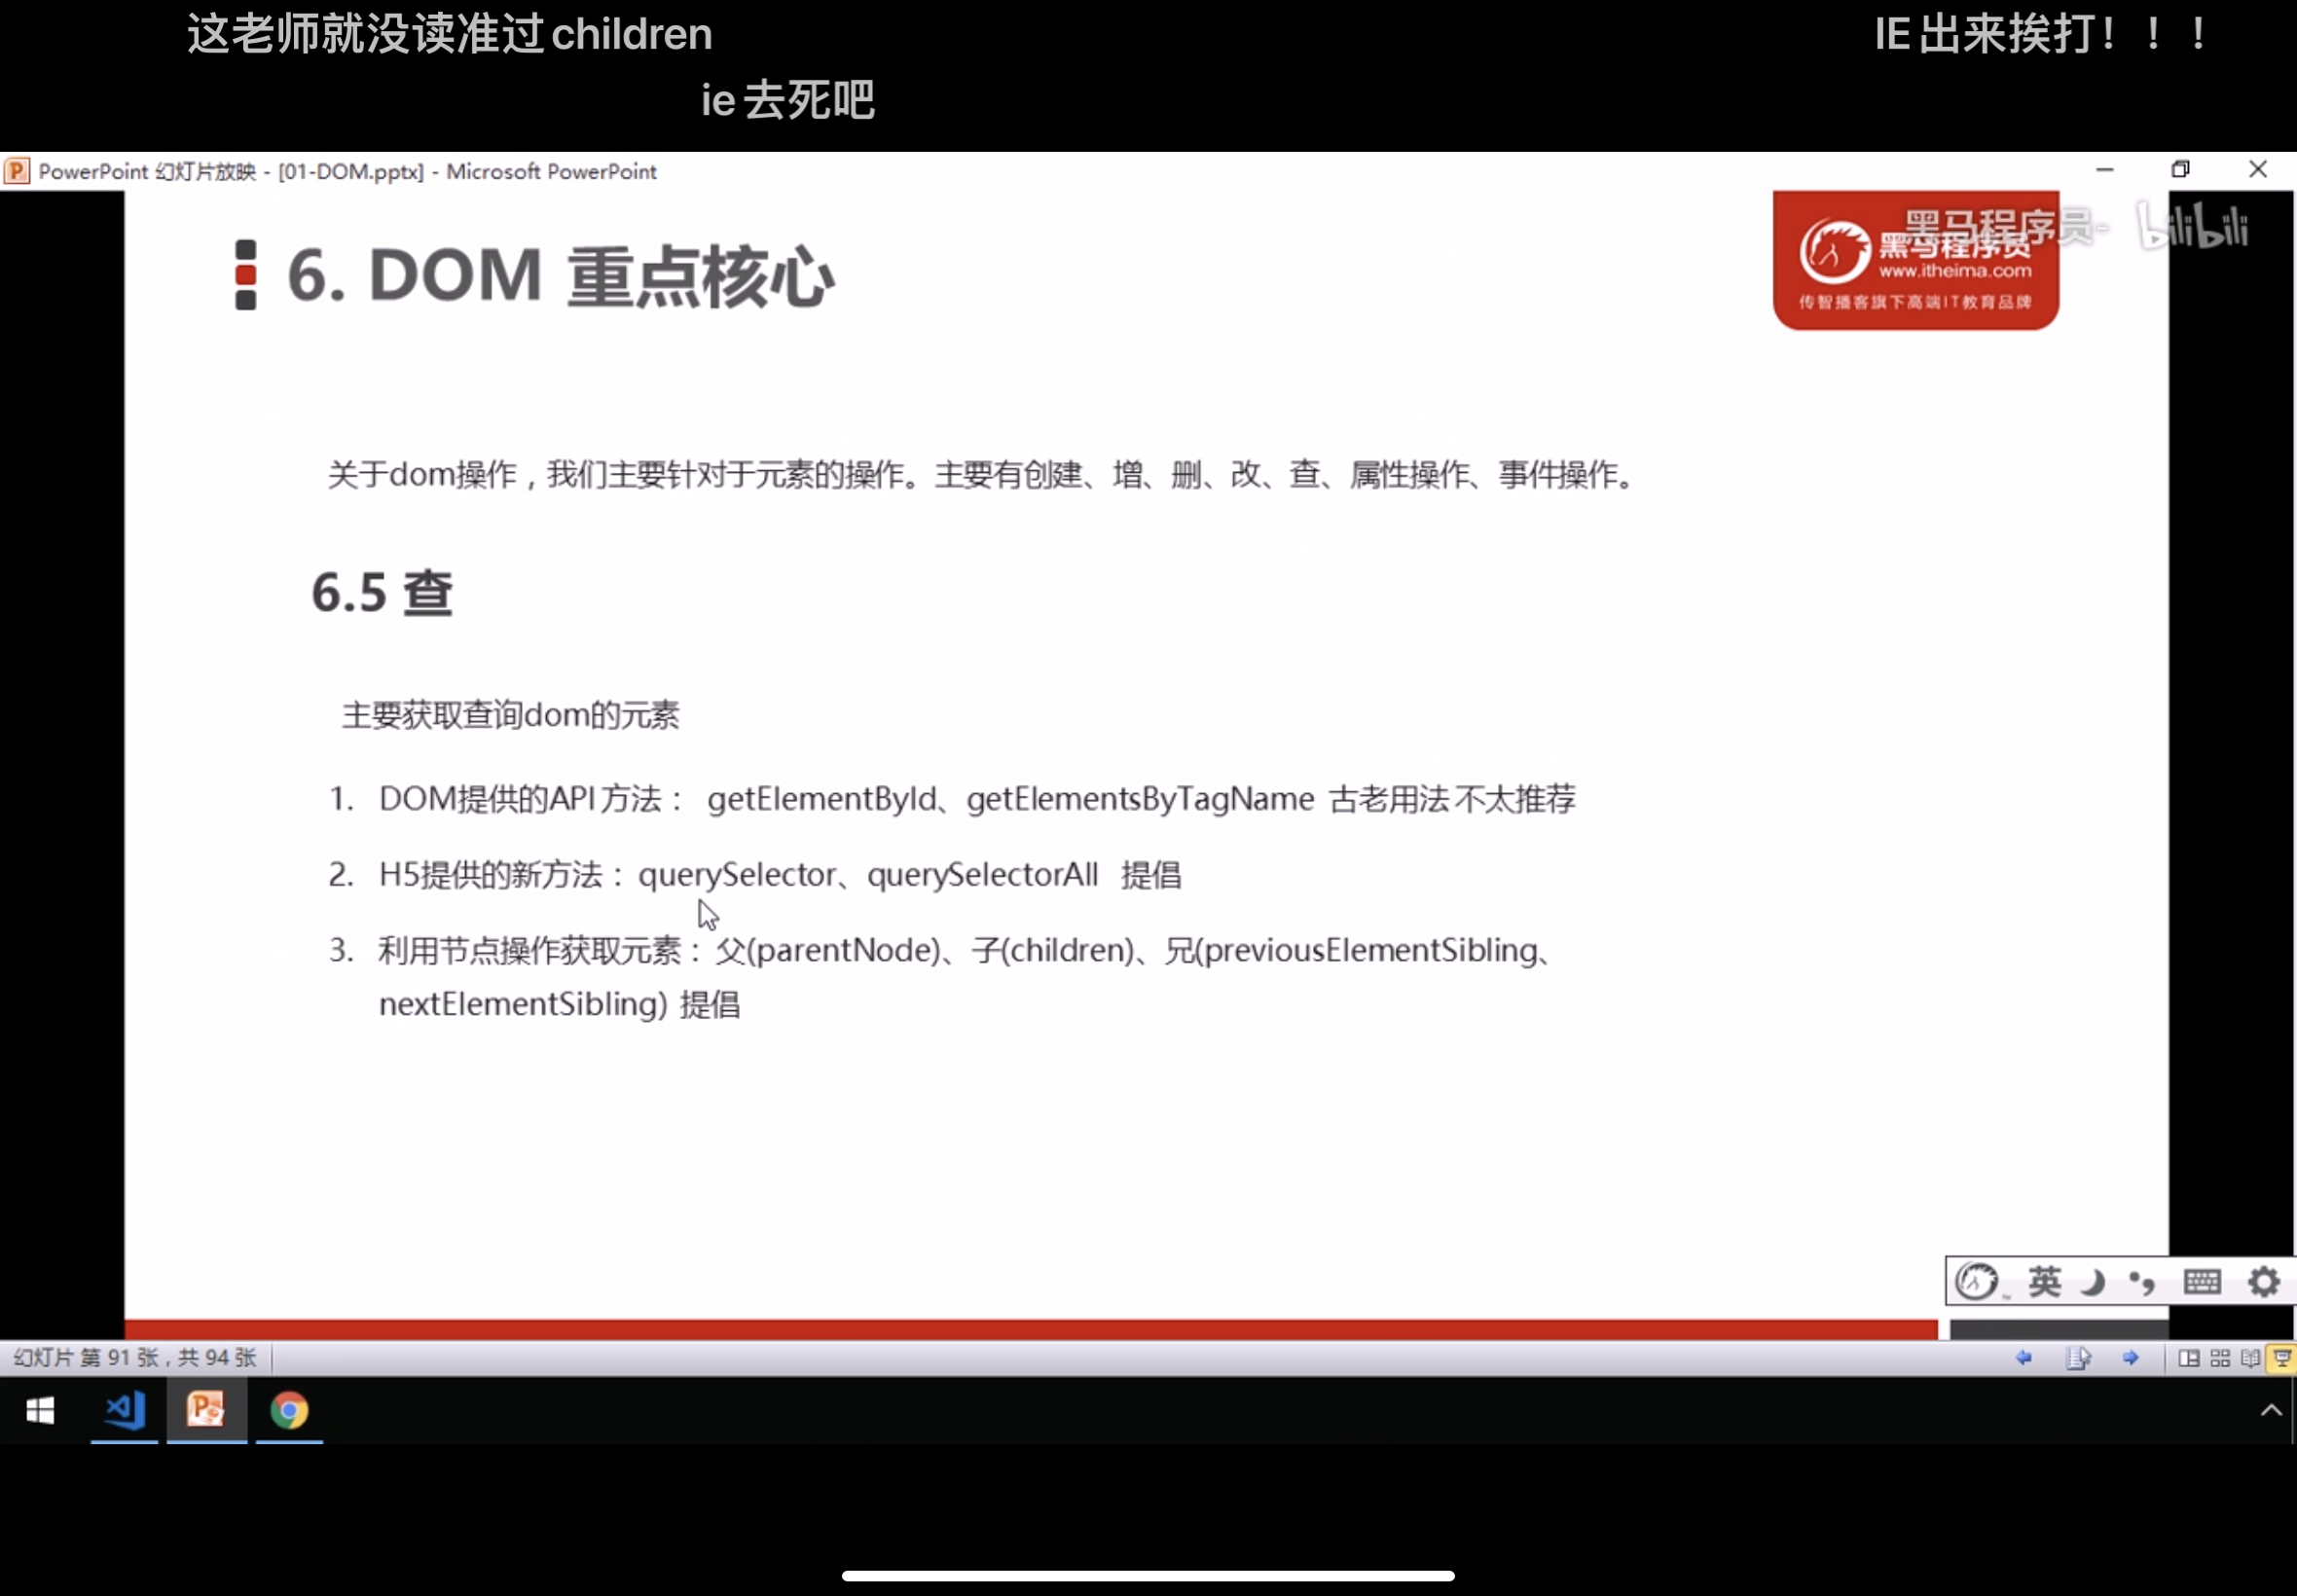 这老师就没读准过children
IE出来挨打！！！
ie去死吧
PowerPoint 幻灯片放映 - [01-DOM.pptx] - Microsoft PowerPoint
6. DOM 重点核心
黑马程序员- bilibili
黑马程序员
www.itheima.com
传智播客旗下高端IT教育品牌
关于dom操作，我们主要针对于元素的操作。主要有创建、增、删、改、查、属性操作、事件操作。
6.5 查
主要获取查询dom的元素
1. DOM提供的API方法： getElementById、getElementsByTagName 古老用法 不太推荐
2. H5提供的新方法：querySelector、querySelectorAll 提倡
3. 利用节点操作获取元素：父(parentNode)、子(children)、兄(previousElementSibling、
nextElementSibling) 提倡
英
幻灯片 第 91 张，共 94 张